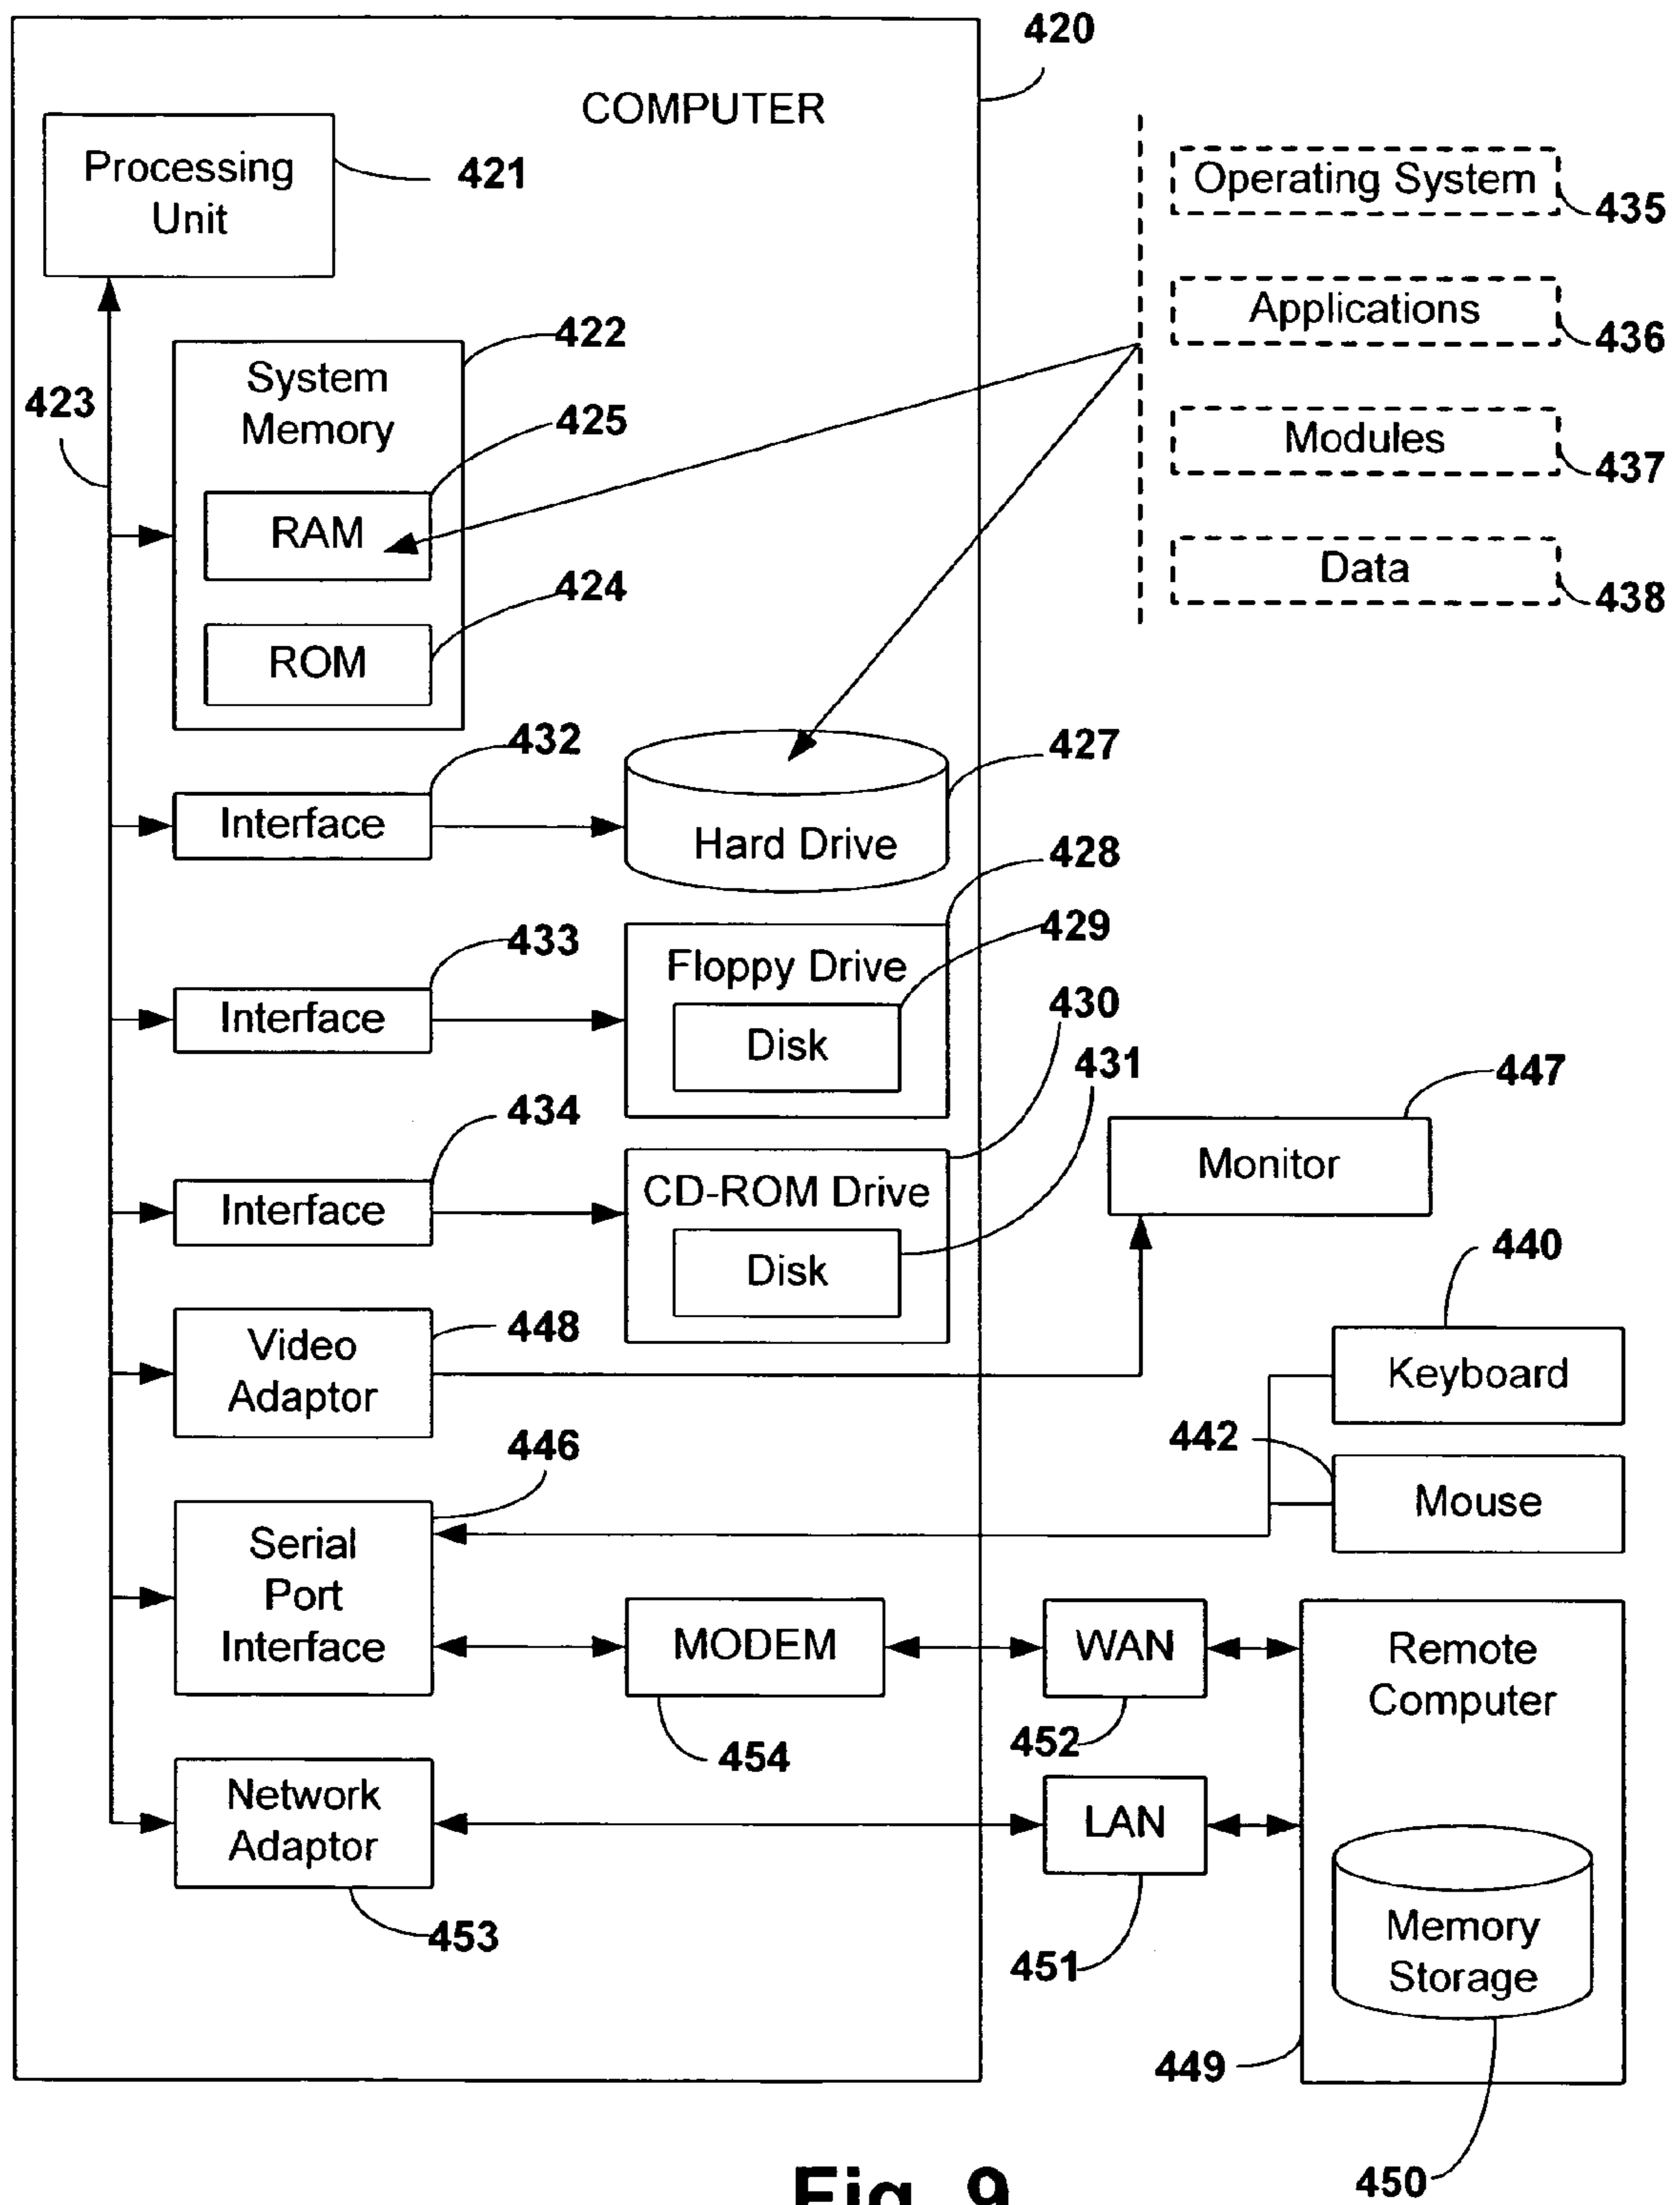 420
COMPUTER
Processing
Unit
421
Operating System
435
Applications
436
Modules
437
Data
438
422
System
Memory
423
425
RAM
424
ROM
432
Interface
427
Hard Drive
428
433
Interface
429
Floppy Drive
Disk
430
431
434
Interface
CD-ROM Drive
Disk
447
Monitor
440
Keyboard
448
Video
Adaptor
442
Mouse
446
Serial
Port
Interface
MODEM
454
WAN
452
Remote
Computer
Network
Adaptor
453
LAN
451
Memory
Storage
449
450
Fig. 9